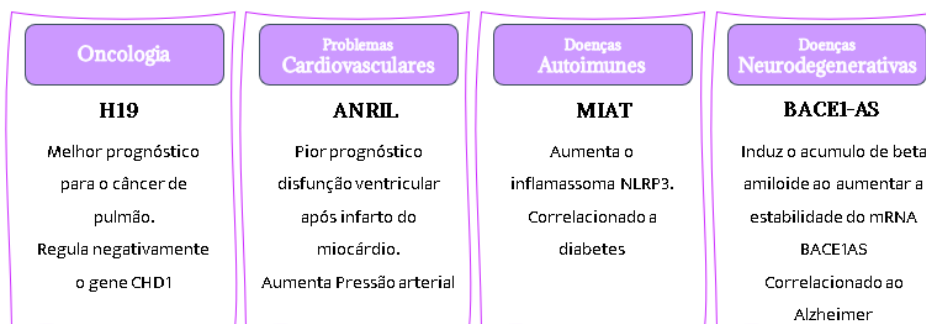 Oncologia
H19
Melhor prognóstico
para o câncer de
pulmão.
Regula negativamente
o gene CHD1
Problemas
Cardiovasculares
ANRIL
Pior prognóstico
disfunção ventricular
após infarto do
miocárdio.
Aumenta Pressão arterial
Doenças
Autoimunes
MIAT
Aumenta o
inflamassoma NLRP3.
Correlacionado a
diabetes
Doenças
Neurodegenerativas
BACE1-AS
Induz o acumulo de beta
amiloide ao aumentar a
estabilidade do mRNA
BACE1AS
Correlacionado ao
Alzheimer